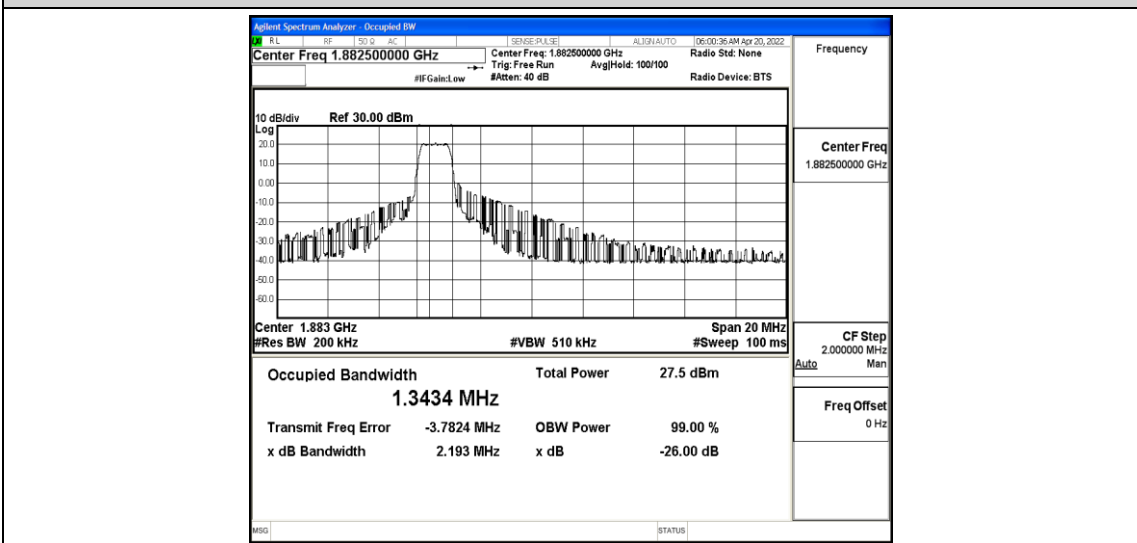 Agilent Spectrum Analyzer - Occupied BW
RL RF 50 Ω AC SENSE:PULSE ALIGN AUTO 06:00:36 AM Apr 20, 2022
Center Freq 1.882500000 GHz
Center Freq: 1.882500000 GHz
Radio Std: None
Trig: Free Run Avg|Hold: 100/100
#IFGain:Low
#Atten: 40 dB
Radio Device: BTS
Frequency
10 dB/div Ref 30.00 dBm
Log
20.0
10.0
0.00
-10.0
-20.0
-30.0
-40.0
-50.0
-60.0
Center 1.883 GHz Span 20 MHz
#Res BW 200 kHz #VBW 510 kHz #Sweep 100 ms
Center Freq
1.882500000 GHz
CF Step
2.000000 MHz
Auto Man
Freq Offset
0 Hz
Occupied Bandwidth Total Power 27.5 dBm
1.3434 MHz
Transmit Freq Error -3.7824 MHz OBW Power 99.00 %
x dB Bandwidth 2.193 MHz x dB -26.00 dB
MSG STATUS